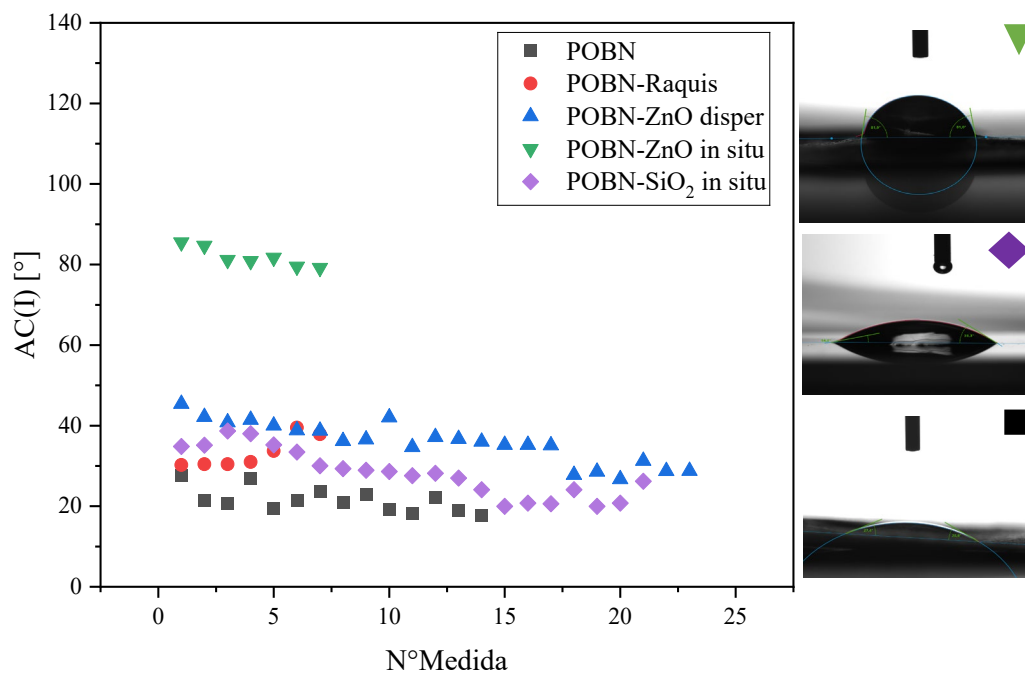 140
120
100
80
60
40
20
0
AC(I) [°]
0 5 10 15 20 25
N°Medida
POBN
POBN-Raquis
POBN-ZnO disper
POBN-ZnO in situ
POBN-SiO₂ in situ